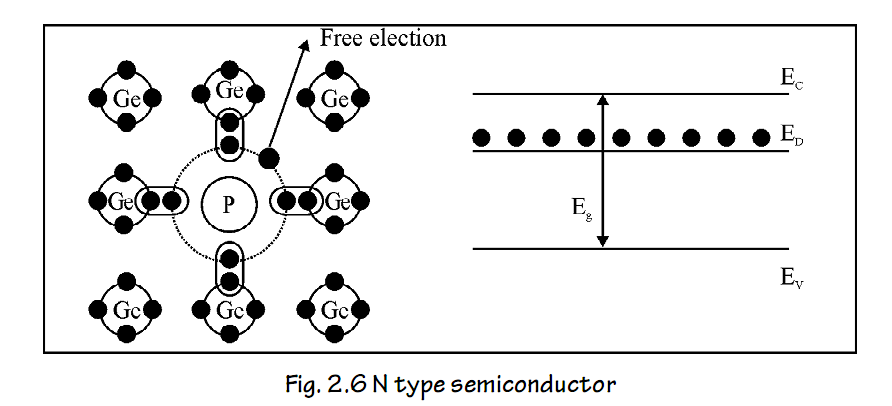 Free election
Ge Ge Ge
E_C
E_D
Ge P Ge
E_g
E_V
Gc Gc Gc
Fig. 2.6 N type semiconductor